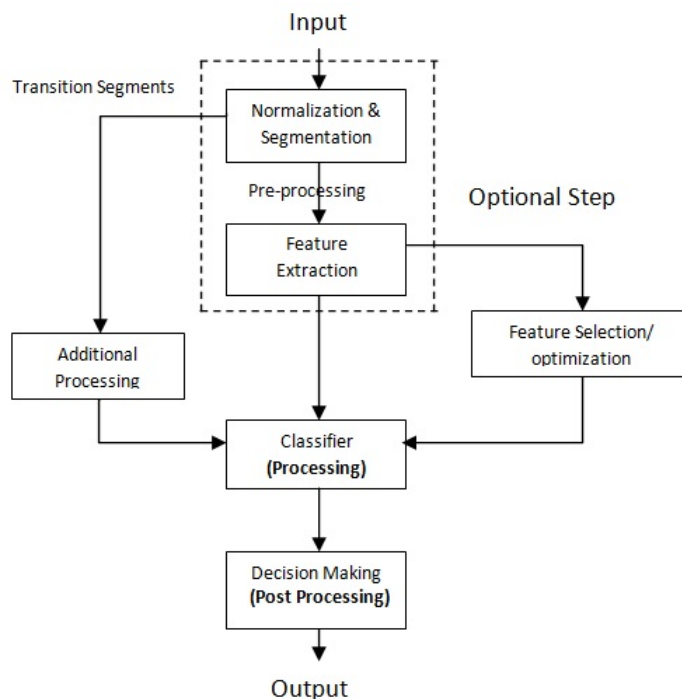 Input
Transition Segments
Normalization &
Segmentation
Pre-processing
Optional Step
Feature
Extraction
Feature Selection/
optimization
Additional
Processing
Classifier
(Processing)
Decision Making
(Post Processing)
Output